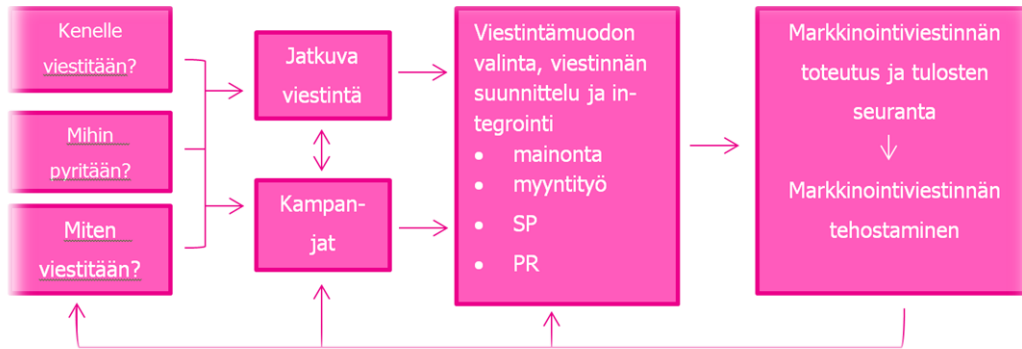 Kenelle
viestitään?
Mihin
pyritään?
Miten
viestitään?
Jatkuva
viestintä
Kampan-
jat
Viestintämuodon
valinta, viestinnän
suunnittelu ja in-
tegrointi
• mainonta
• myyntityö
• SP
• PR
Markkinointiviestinnän
toteutus ja tulosten
seuranta
Markkinointiviestinnän
tehostaminen